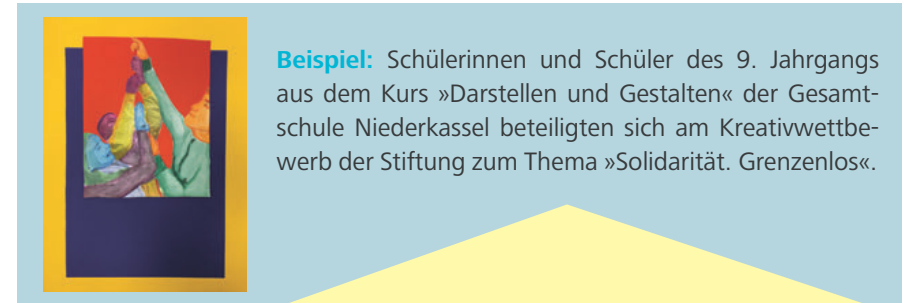 Beispiel: Schülerinnen und Schüler des 9. Jahrgangs
aus dem Kurs »Darstellen und Gestalten« der Gesamt-
schule Niederkassel beteiligten sich am Kreativwettbe-
werb der Stiftung zum Thema »Solidarität. Grenzenlos«.